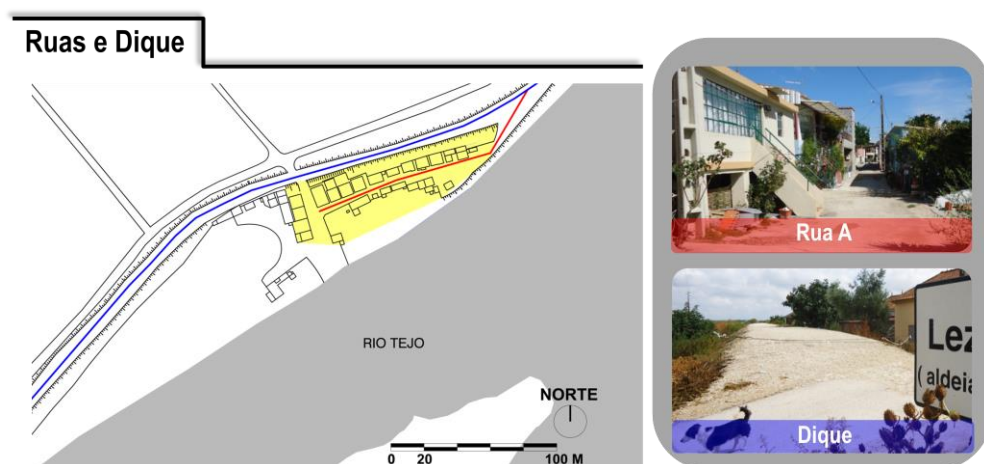 Ruas e Dique
RIO TEJO
NORTE
0 20 100 M
Rua A
Lez
( aldeia
Dique